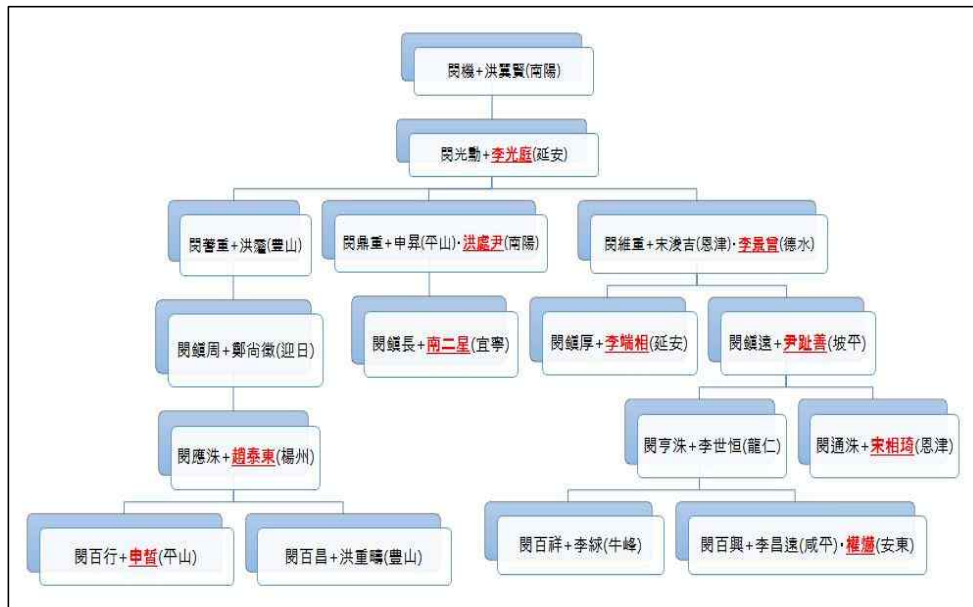 閔機+洪翼賢(南陽)
閔光勳+李光庭(延安)
閔蓍重+洪霶(豊山)
閔鼎重+申昇(平山)·洪處尹(南陽)
閔維重+宋浚吉(恩津)·李景曾(德水)
閔鎭周+鄭尙徵(迎日)
閔鎭長+南二星(宜寧)
閔鎭厚+李端相(延安)
閔鎭遠+尹趾善(坡平)
閔應洙+趙泰東(楊州)
閔亨洙+李世恒(龍仁)
閔通洙+宋相琦(恩津)
閔百行+申晳(平山)
閔百昌+洪重疇(豊山)
閔百祥+李縡(牛峰)
閔百興+李昌遠(咸平)·權爀(安東)